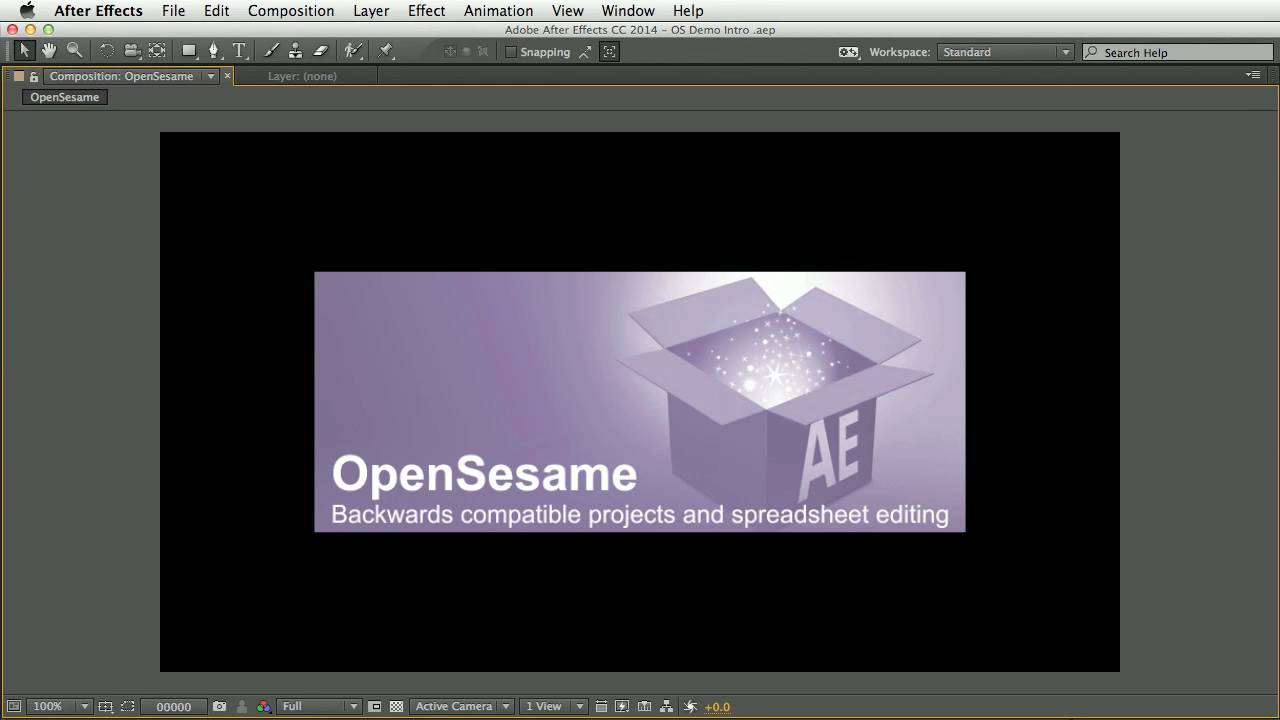 After Effects File Edit Composition Layer Effect Animation View Window Help
Adobe After Effects CC 2014 - OS Demo Intro .aep
T Snapping Workspace: Standard Search Help
Composition: OpenSesame Layer: (none)
OpenSesame
AE
OpenSesame
Backwards compatible projects and spreadsheet editing
100% 00000 Full Active Camera 1 View +0.0